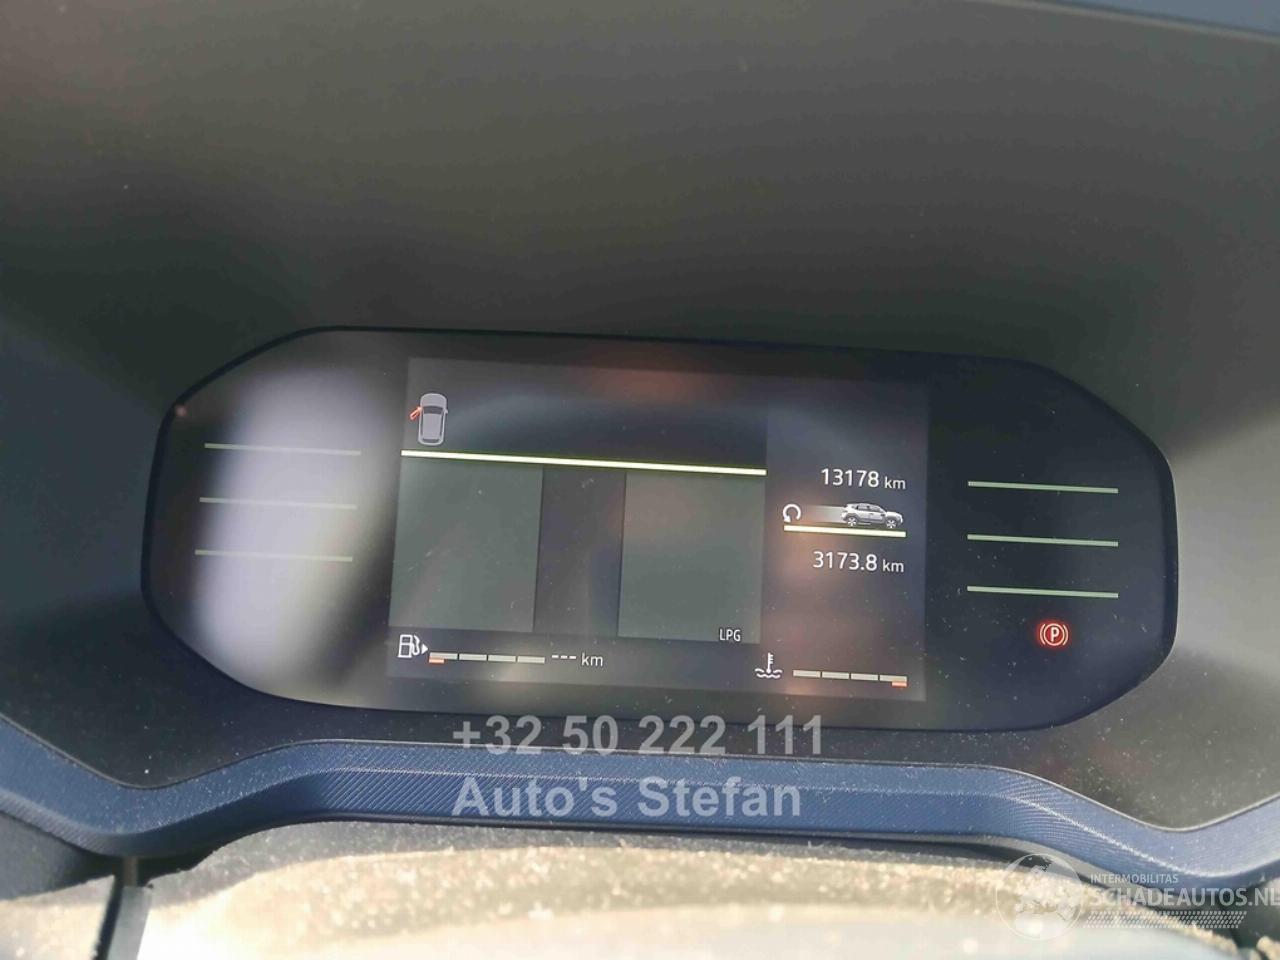 13178 km
3173.8 km
P
LPG
--- km
+32 50 222 111
Auto's Stefan
INTERMOBILITAS
SCHADEAUTOS.NL